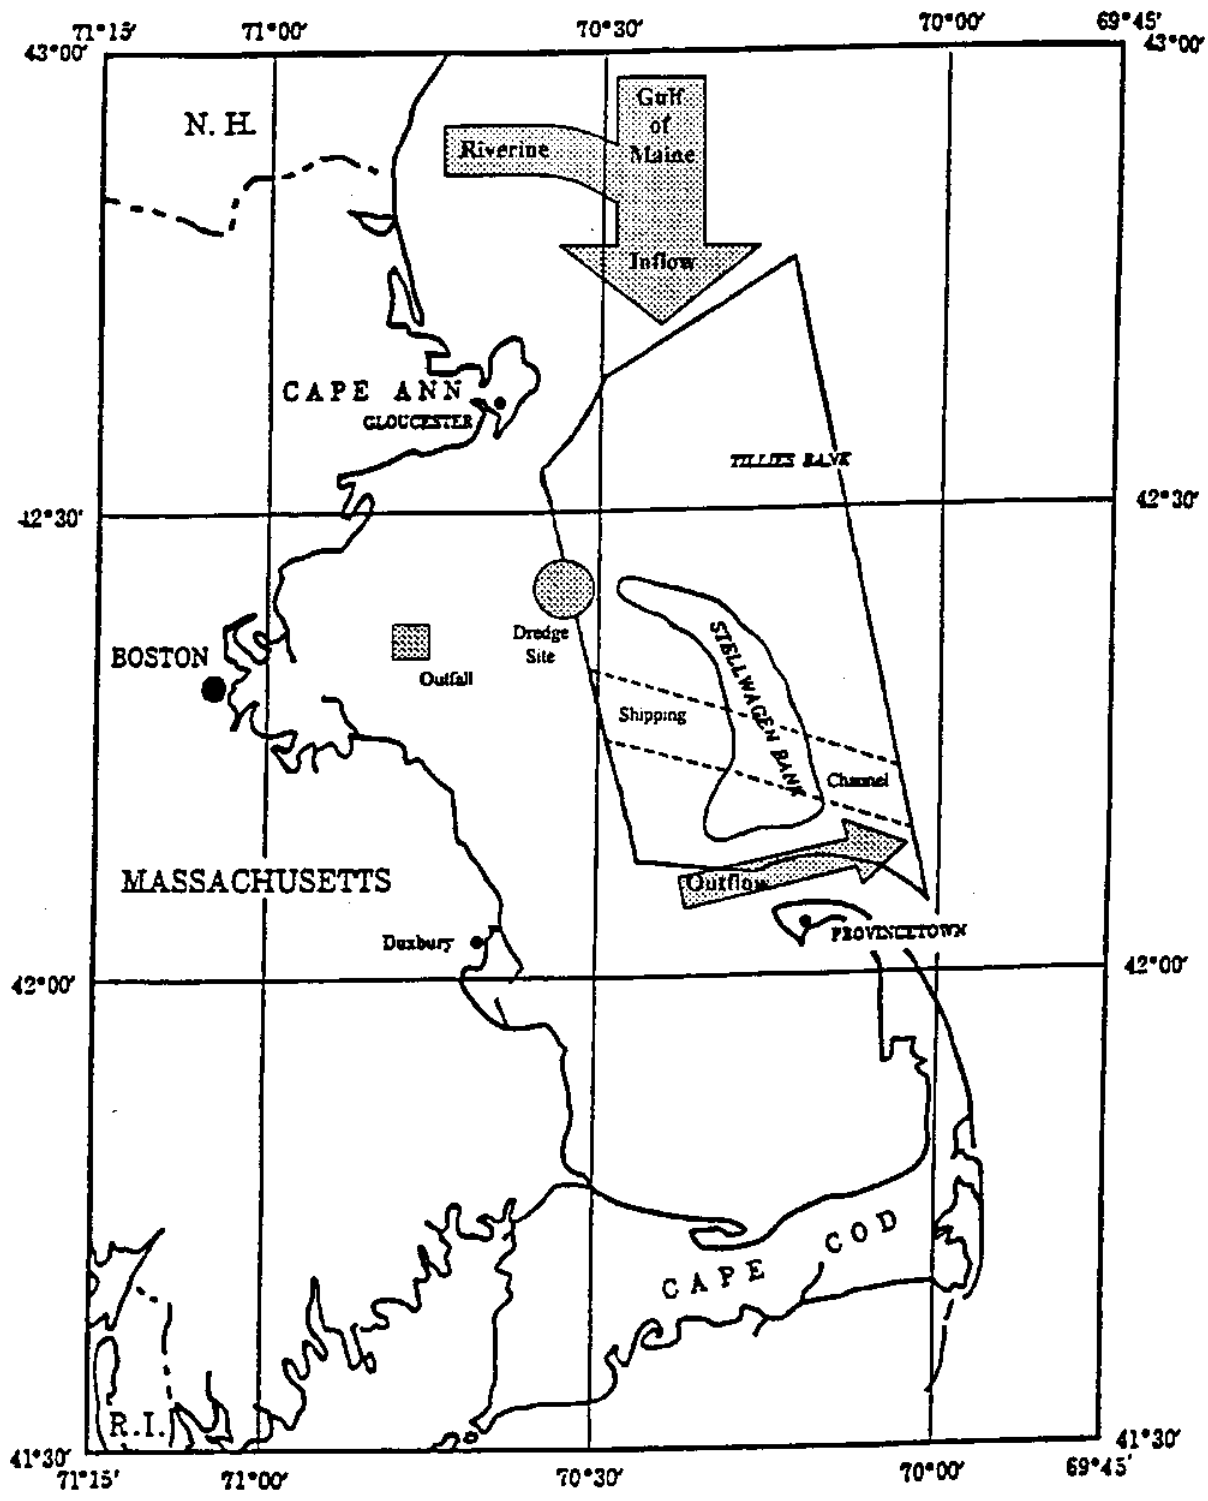 71°15′ 71°00′ 70°30′ 70°00′ 69°45′
43°00′ 43°00′
N. H.
Gulf
of
Maine
Riverine
Inflow
CAPE ANN
GLOUCESTER
TILLIES BANK
42°30′ 42°30′
Dredge
Site
STELLWAGEN BANK
BOSTON
Outfall
Shipping
Channel
MASSACHUSETTS
Outflow
Duxbury
PROVINCETOWN
42°00′ 42°00′
CAPE COD
R.I.
41°30′ 41°30′
71°15′ 71°00′ 70°30′ 70°00′ 69°45′